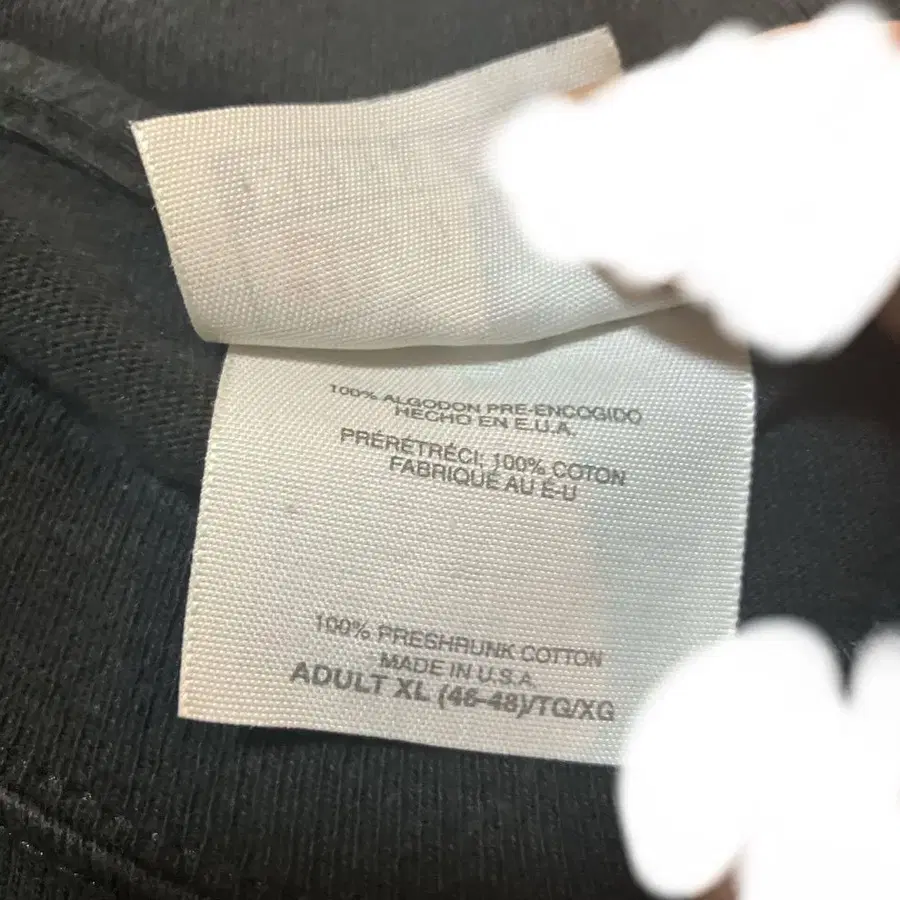 100% ALGODON PRE-ENCOGIDO
HECHO EN E.U.A.
PRÉRÉTRÉCI, 100% COTON
FABRIQUÉ AU É-U
100% PRESHRUNK COTTON
MADE IN U.S.A.
ADULT XL (46-48)/TG/XG